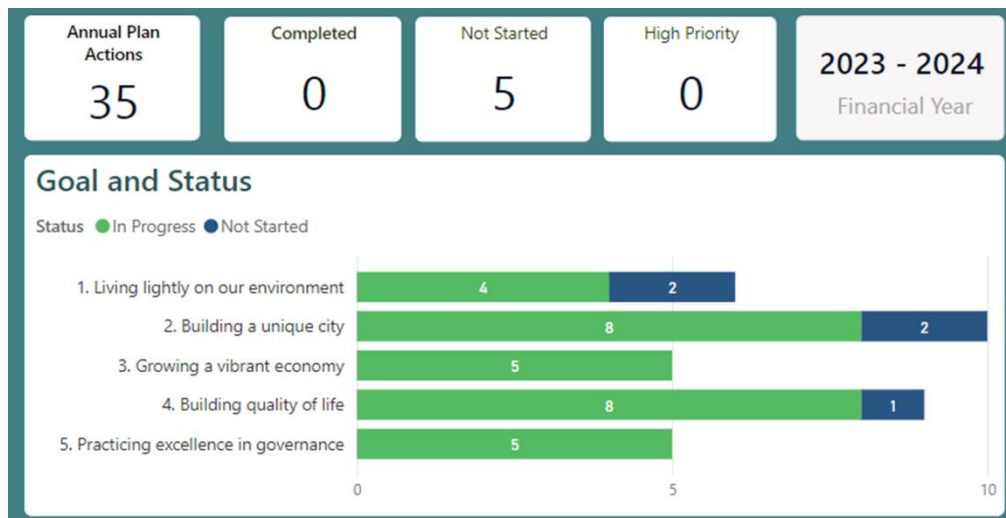 Annual Plan
Actions
35
Completed
0
Not Started
5
High Priority
0
2023 - 2024
Financial Year
Goal and Status
Status In Progress Not Started
1. Living lightly on our environment 4 2
2. Building a unique city 8 2
3. Growing a vibrant economy 5
4. Building quality of life 8 1
5. Practicing excellence in governance 5
0 5 10